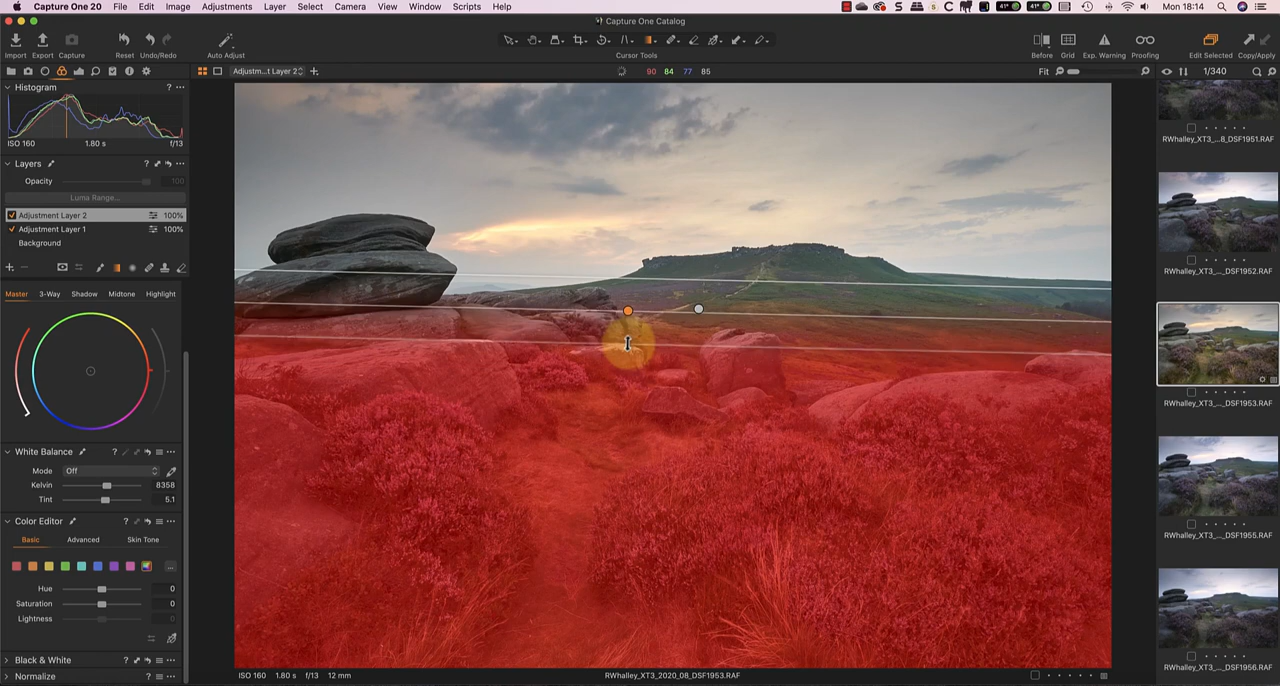 Capture One 20 File Edit Image Adjustments Layer Select Camera View Window Scripts Help
41° 41° Mon 18:14
Capture One Catalog
Import Export Capture Reset Undo/Redo Auto Adjust Cursor Tools Before Grid Exp. Warning Proofing Edit Selected Copy/Apply
Adjustm...t Layer 2 90 84 77 85 Fit 1/340
Histogram
ISO 160 1.80 s f/13
Layers
Opacity 100
Luma Range...
Adjustment Layer 2 100%
Adjustment Layer 1 100%
Background
Master 3-Way Shadow Midtone Highlight
White Balance
Mode Off
Kelvin 8358
Tint 5.1
Color Editor
Basic Advanced Skin Tone
Hue 0
Saturation 0
Lightness
Black & White
Normalize
ISO 160 1.80 s f/13 12 mm RWhalley_XT3_2020_08_DSF1953.RAF
RWhalley_XT3_...8_DSF1951.RAF
RWhalley_XT3_..._DSF1952.RAF
RWhalley_XT3_..._DSF1953.RAF
RWhalley_XT3_..._DSF1955.RAF
RWhalley_XT3_..._DSF1956.RAF